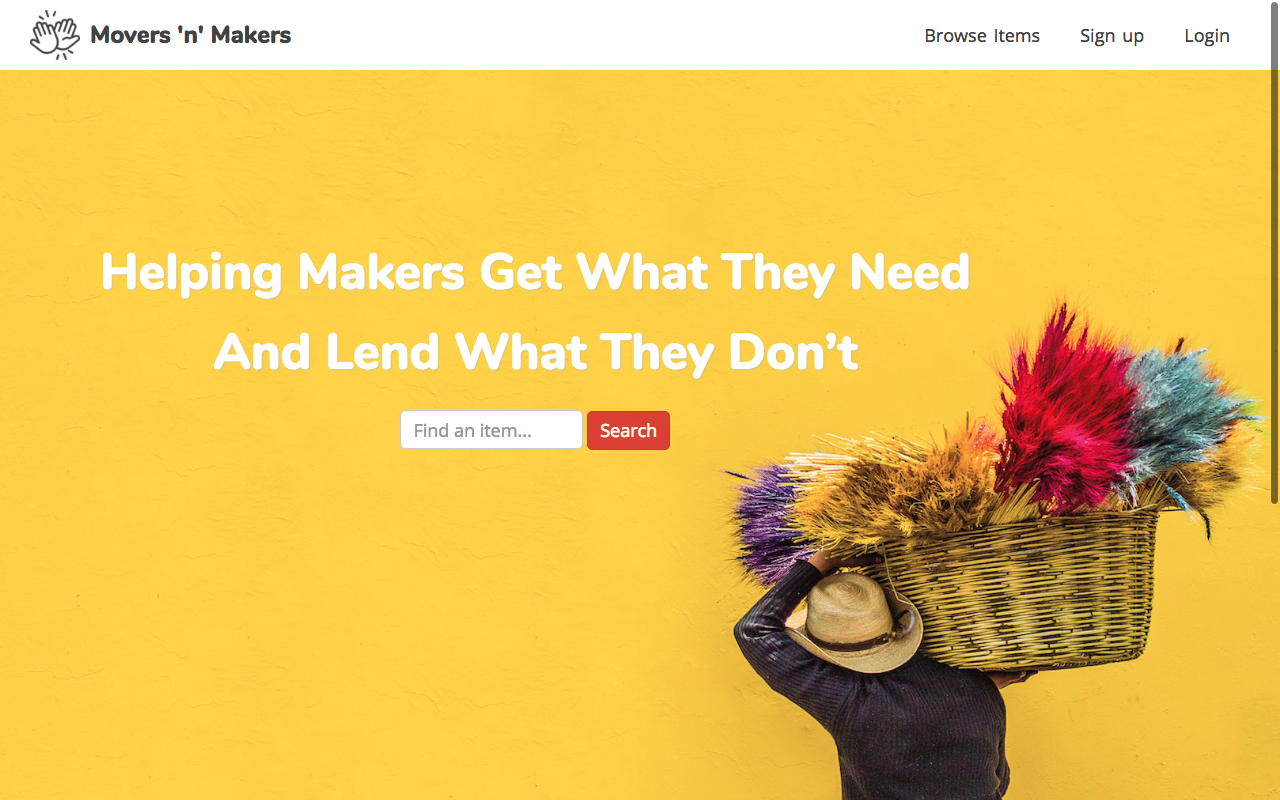 Movers 'n' Makers
Browse Items
Sign up
Login
Helping Makers Get What They Need
And Lend What They Don’t
Find an item...
Search